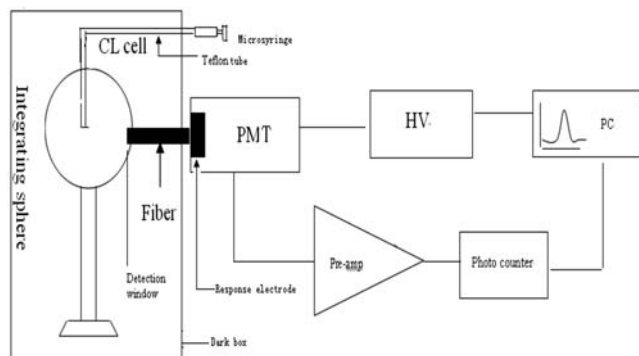 Microsyringe
CL cell
Teflon tube
Integrating sphere
PMT
HV
PC
Fiber
Detection
window
Response electrode
Pre-amp
Photo counter
Dark box